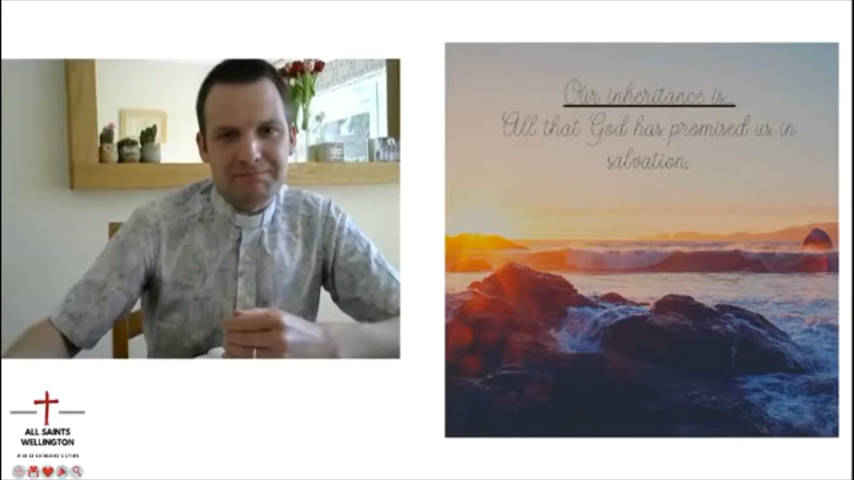 Our inheritance is
All that God has promised us in
salvation.
ALL SAINTS
WELLINGTON